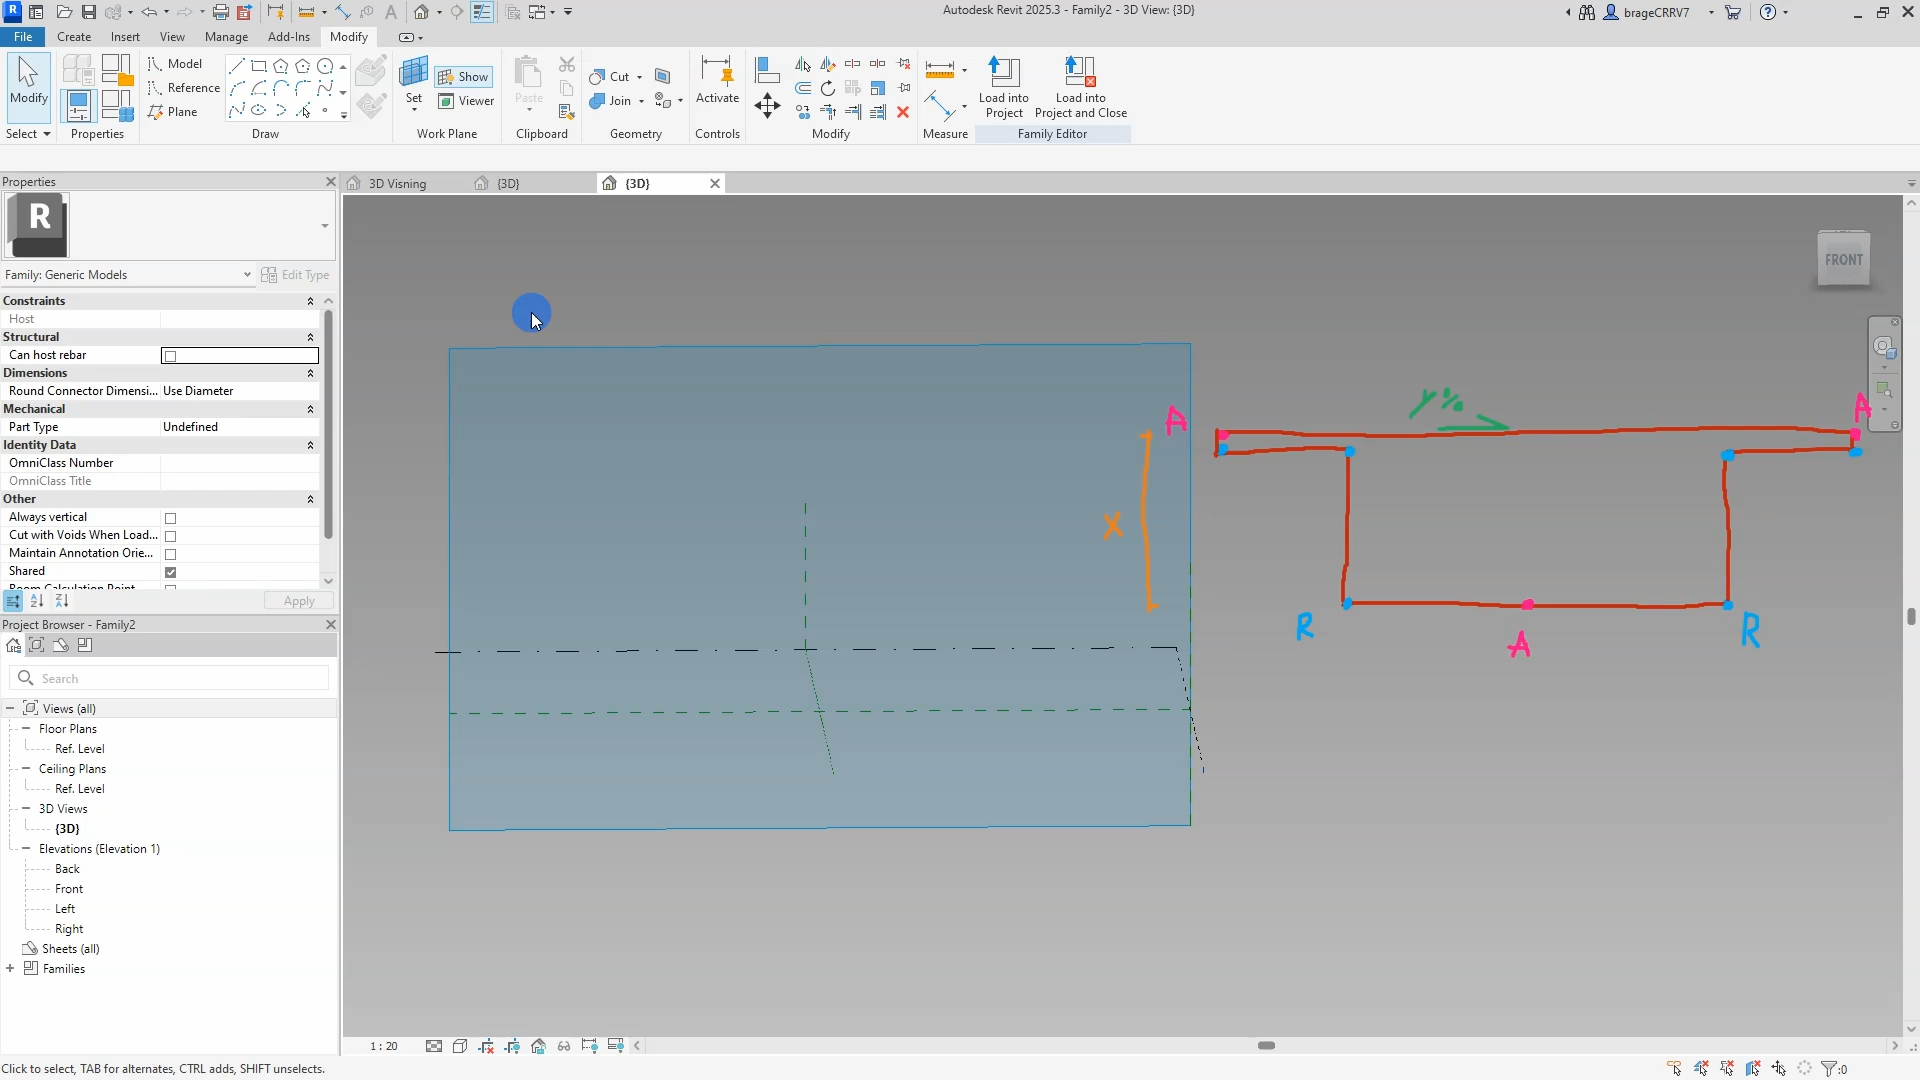 Autodesk Revit 2025.3 - Family2 - 3D View: {3D}
brageCRRV7
File Create Insert View Manage Add-Ins Modify
Modify
Select
Properties
Model
Reference
Plane
Draw
Set
Show
Viewer
Work Plane
Paste
Clipboard
Cut
Join
Geometry
Activate
Controls
Modify
Measure
Load into
Project
Load into
Project and Close
Family Editor
Properties
3D Visning
{3D}
{3D}
R
Family: Generic Models
Edit Type
Constraints
Host
Structural
Can host rebar
Dimensions
Round Connector Dimensi... Use Diameter
Mechanical
Part Type Undefined
Identity Data
OmniClass Number
OmniClass Title
Other
Always vertical
Cut with Voids When Load...
Maintain Annotation Orie...
Shared
Room Calculation Point
Apply
Project Browser - Family2
Search
Views (all)
Floor Plans
Ref. Level
Ceiling Plans
Ref. Level
3D Views
{3D}
Elevations (Elevation 1)
Back
Front
Left
Right
Sheets (all)
Families
FRONT
Y%
A
A
X
R
A
R
1 : 20
Click to select, TAB for alternates, CTRL adds, SHIFT unselects.
:0